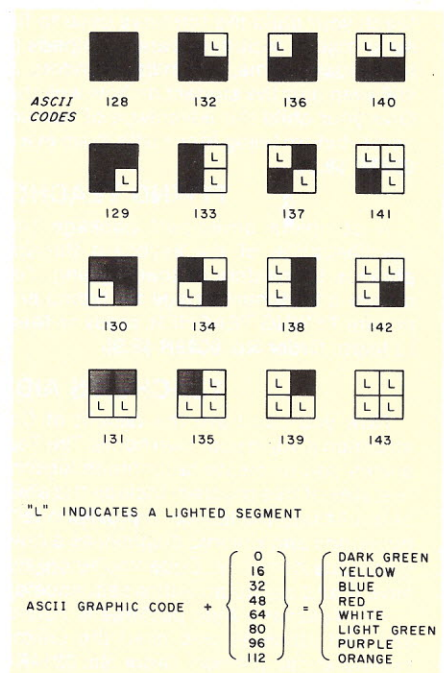 L L L L
ASCII CODES 128 132 136 140
L L L L L L
L L L
129 133 137 141
L L L L
L L L L
130 134 138 142
L L L L
L L L L L L L L
131 135 139 143
"L" INDICATES A LIGHTED SEGMENT
0 DARK GREEN
16 YELLOW
32 BLUE
48 RED
ASCII GRAPHIC CODE + { } = { 64 WHITE
80 LIGHT GREEN
96 PURPLE
112 ORANGE